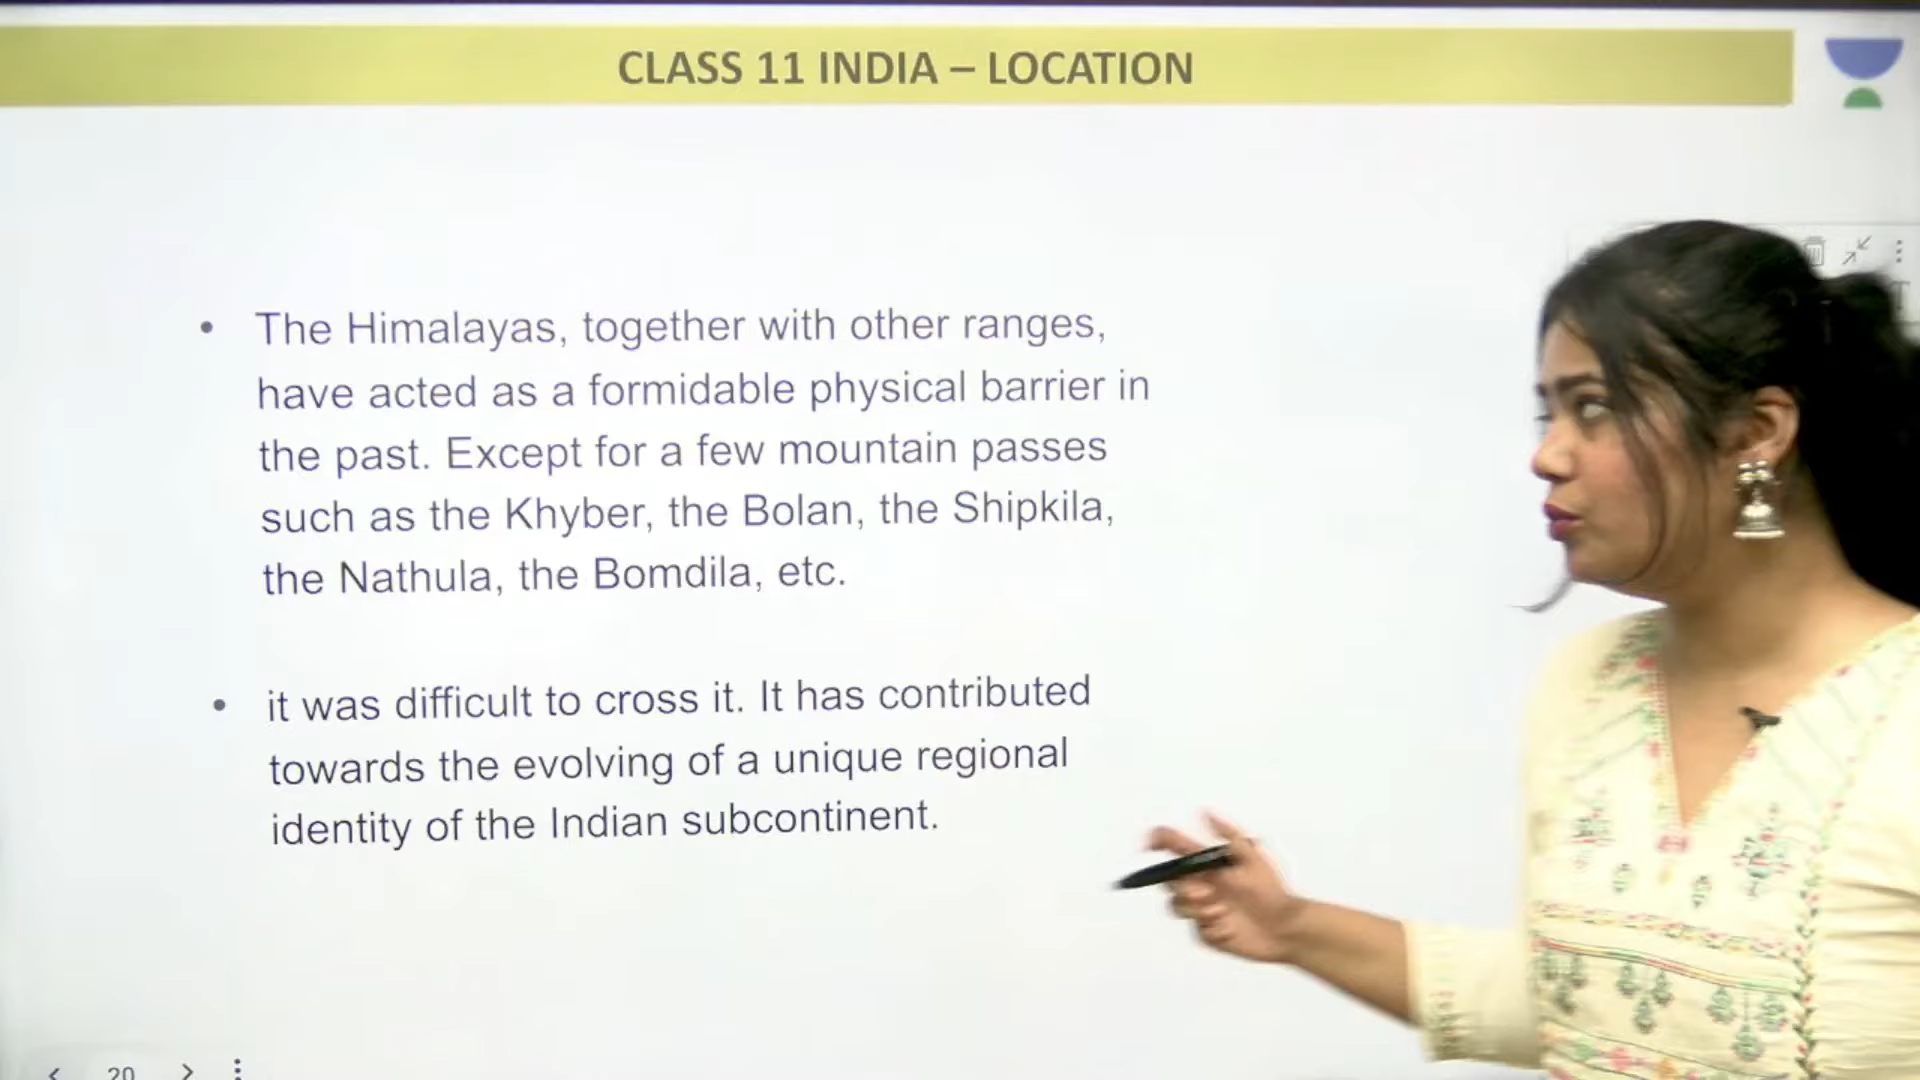 CLASS 11 INDIA – LOCATION
• The Himalayas, together with other ranges,
have acted as a formidable physical barrier in
the past. Except for a few mountain passes
such as the Khyber, the Bolan, the Shipkila,
the Nathula, the Bomdila, etc.
• it was difficult to cross it. It has contributed
towards the evolving of a unique regional
identity of the Indian subcontinent.
20